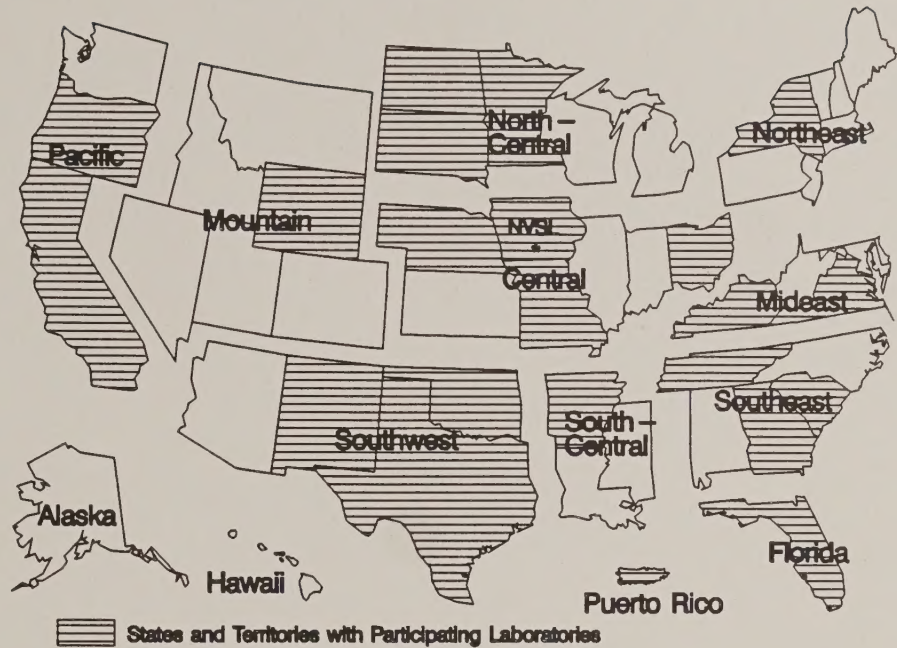 North –
Central
Northeast
Pacific
Mountain
NVSL
Central
Mideast
Southeast
South –
Central
Southwest
Alaska
Hawaii
Florida
Puerto Rico
States and Territories with Participating Laboratories